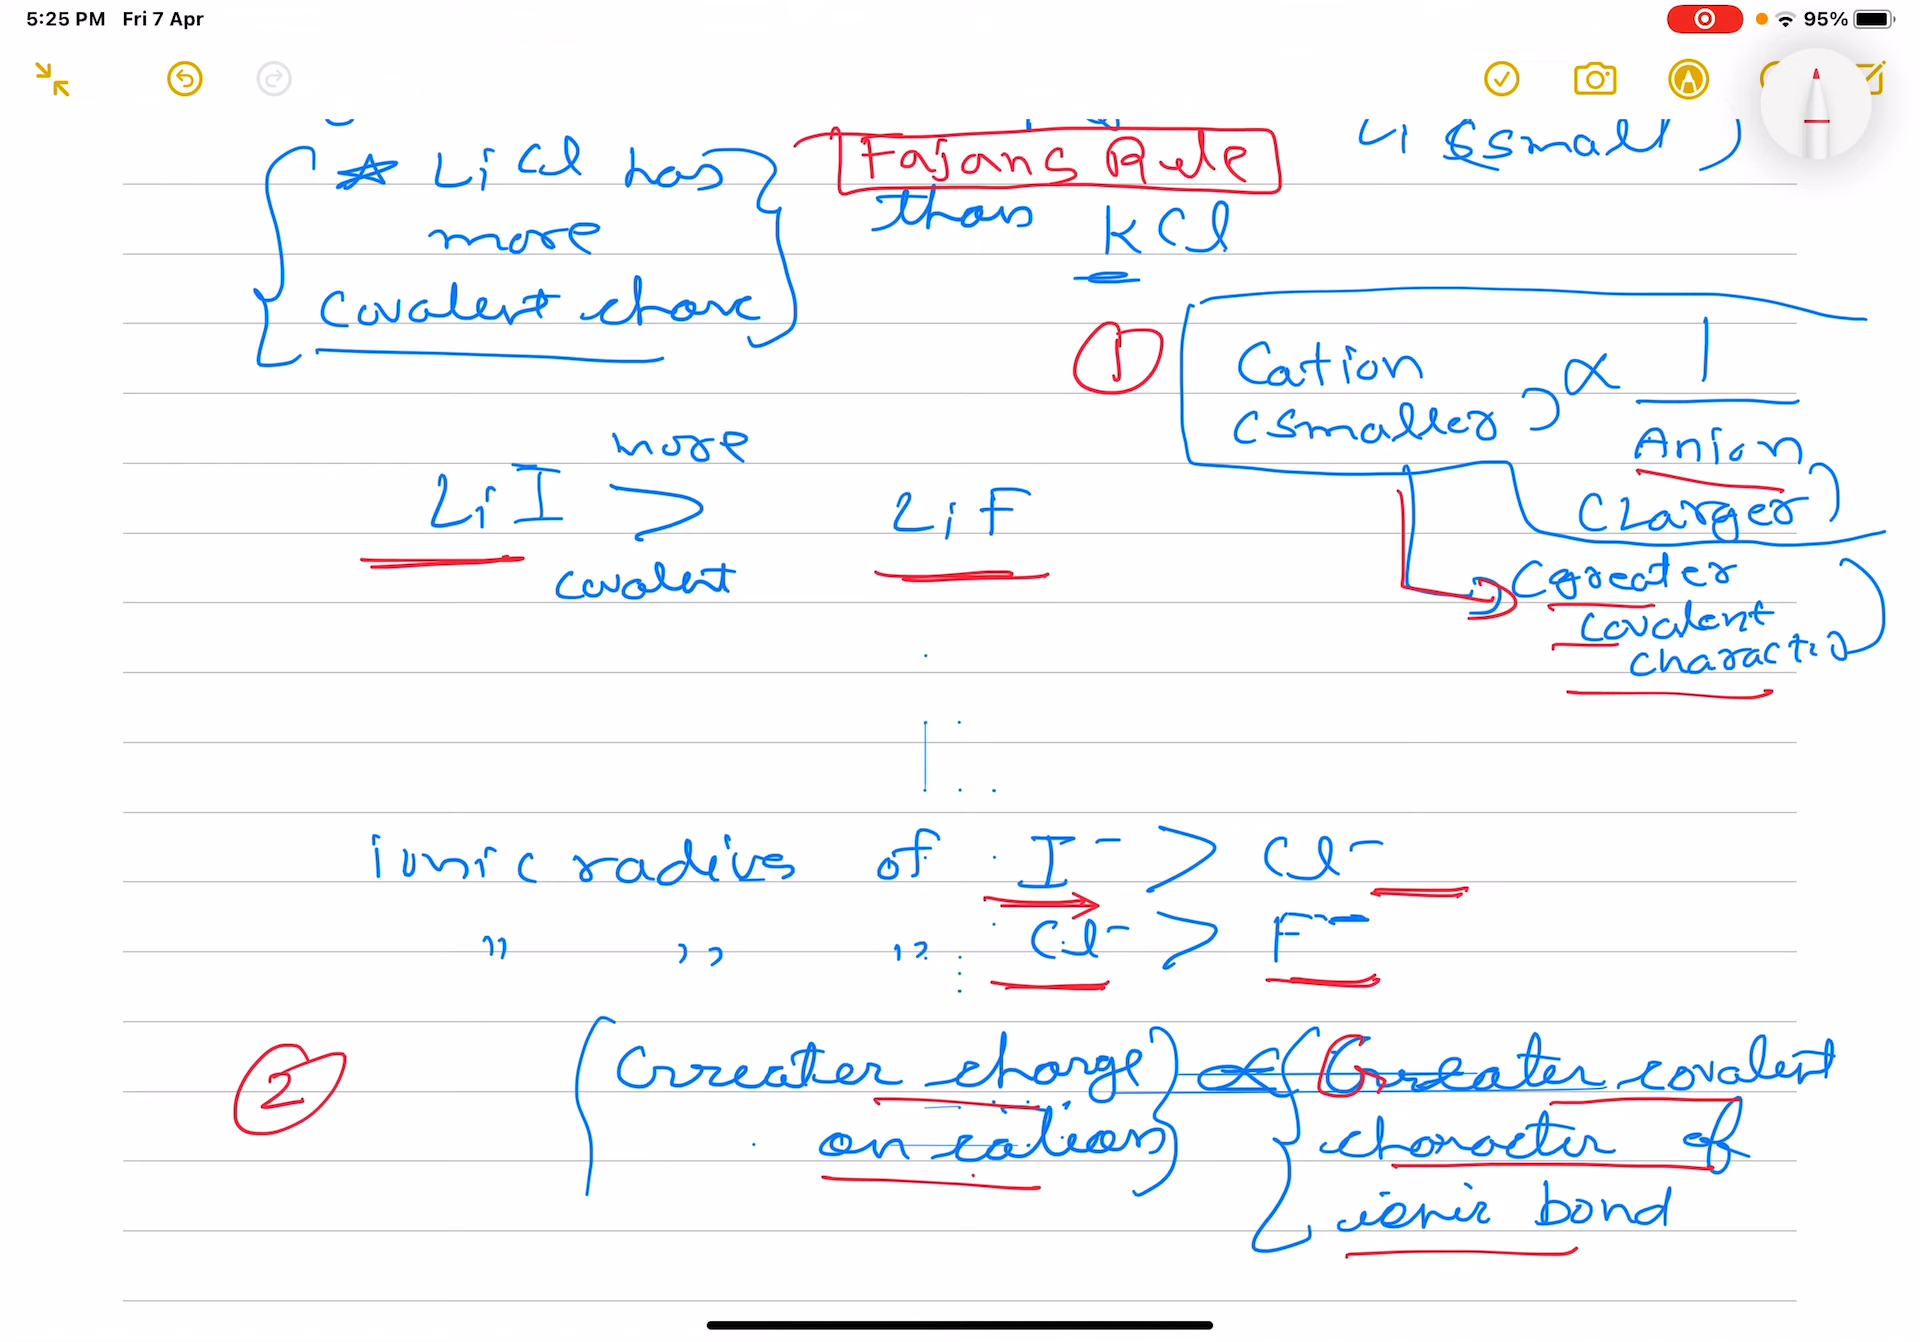 5:25 PM Fri 7 Apr
95%
(small)
* LiCl has
Fajans Rule
more
than KCl
covalent charc
1
Cation ∝ 1
(smaller)
Anion
(Larger)
more
LiI > LiF
covalent
(greater
covalent
character)
ionic radius of I⁻ > Cl⁻
,, ,, ,, Cl⁻ > F⁻
2
(Greater charge) ∝ (Greater covalent
on cation
character of
ionic bond